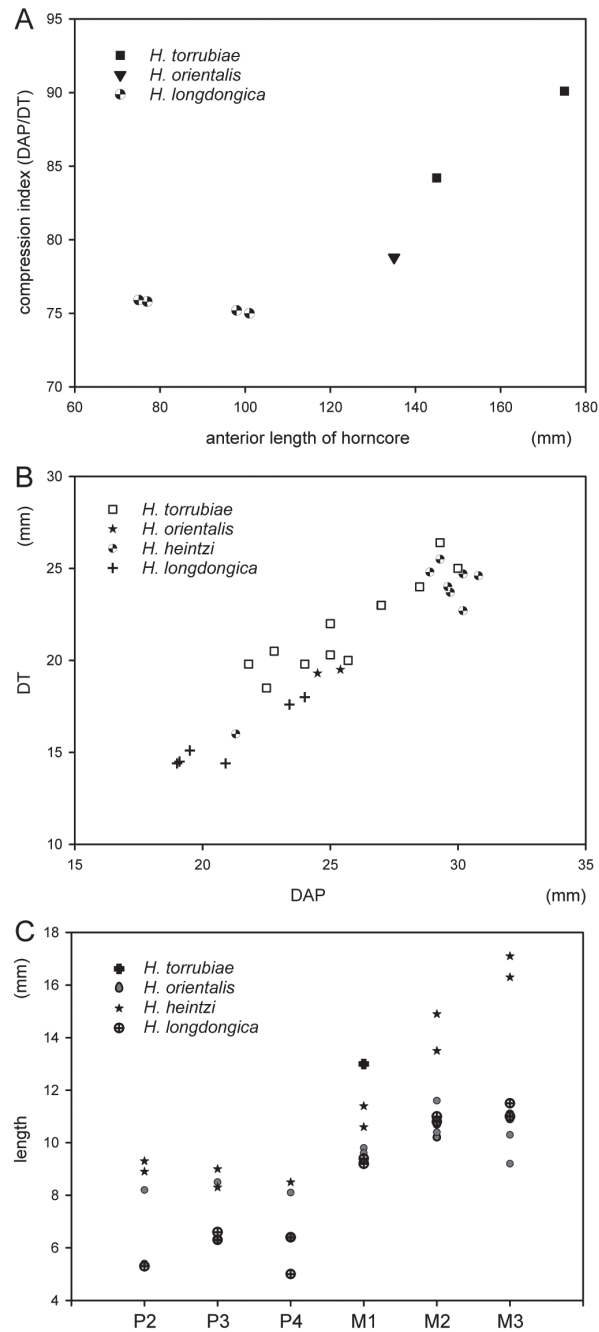 A
95
90
85
80
75
70
compression index (DAP/DT)
H. torrubiae
H. orientalis
H. longdongica
60 80 100 120 140 160 180
anterior length of horncore (mm)
B
30
25
20
15
10
(mm)
DT
H. torrubiae
H. orientalis
H. heintzi
H. longdongica
15 20 25 30 35
DAP (mm)
C
18
16
14
12
10
8
6
4
(mm)
length
H. torrubiae
H. orientalis
H. heintzi
H. longdongica
P2 P3 P4 M1 M2 M3